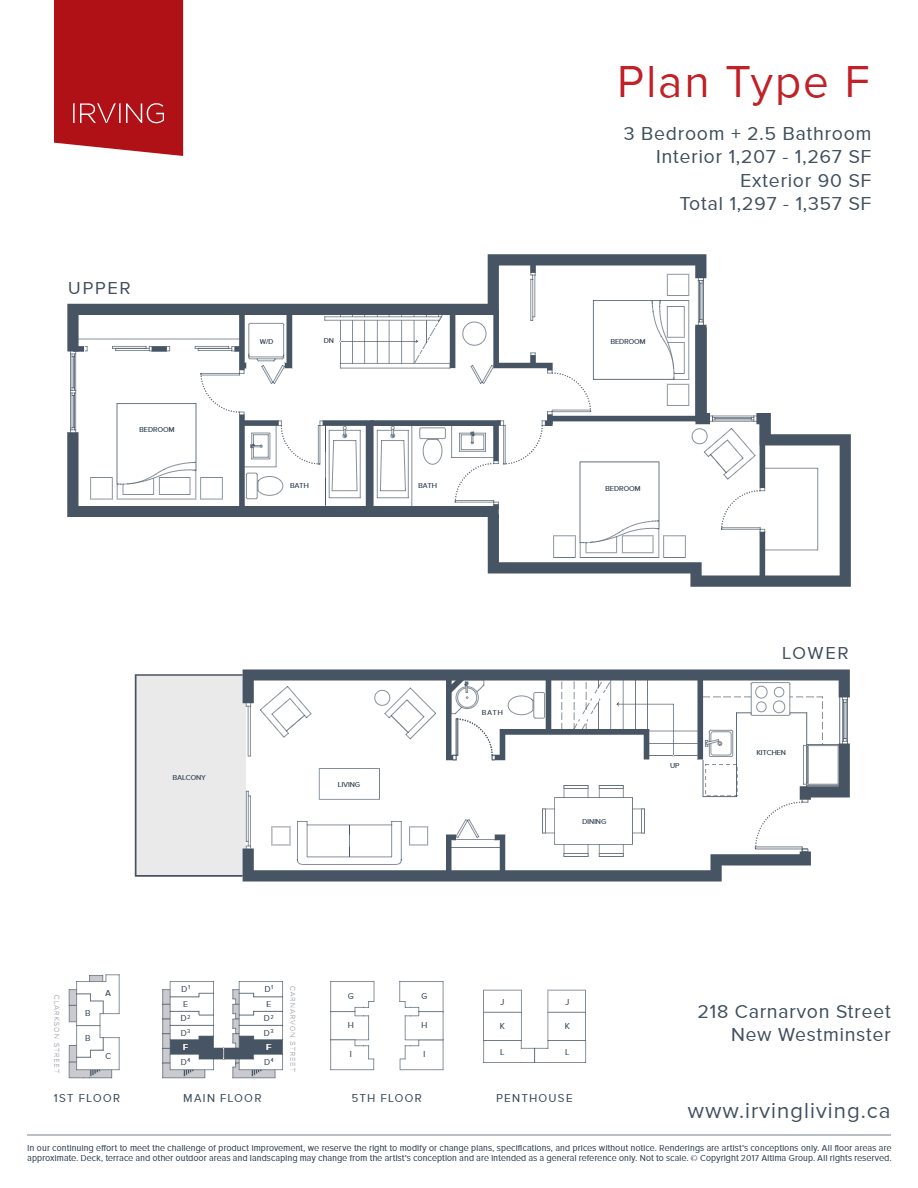 IRVING
Plan Type F
3 Bedroom + 2.5 Bathroom
Interior 1,207 - 1,267 SF
Exterior 90 SF
Total 1,297 - 1,357 SF
UPPER
W/D
DN
BEDROOM
BEDROOM
BATH
BATH
BEDROOM
LOWER
BATH
KITCHEN
UP
BALCONY
LIVING
DINING
CLARKSON STREET
A
B
B
C
1ST FLOOR
D¹ D¹
E E
D² D²
D³ D³
F F
D⁴ D⁴
CARNARVON STREET
MAIN FLOOR
G G
H H
I I
5TH FLOOR
J J
K K
L L
PENTHOUSE
218 Carnarvon Street
New Westminster
www.irvingliving.ca
In our continuing effort to meet the challenge of product improvement, we reserve the right to modify or change plans, specifications, and prices without notice. Renderings are artist's conceptions only. All floor areas are
approximate. Deck, terrace and other outdoor areas and landscaping may change from the artist's conception and are intended as a general reference only. Not to scale. © Copyright 2017 Altima Group. All rights reserved.